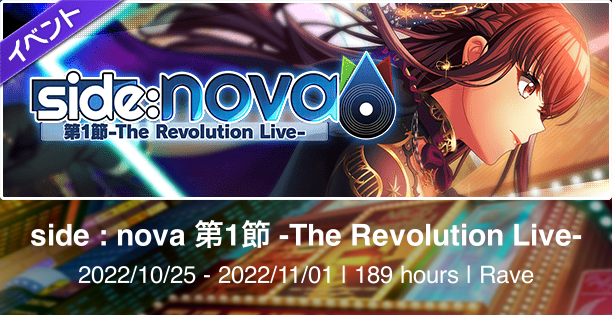 イベント
side:nova
第1節-The Revolution Live-
side : nova 第1節 -The Revolution Live-
2022/10/25 - 2022/11/01 | 189 hours | Rave